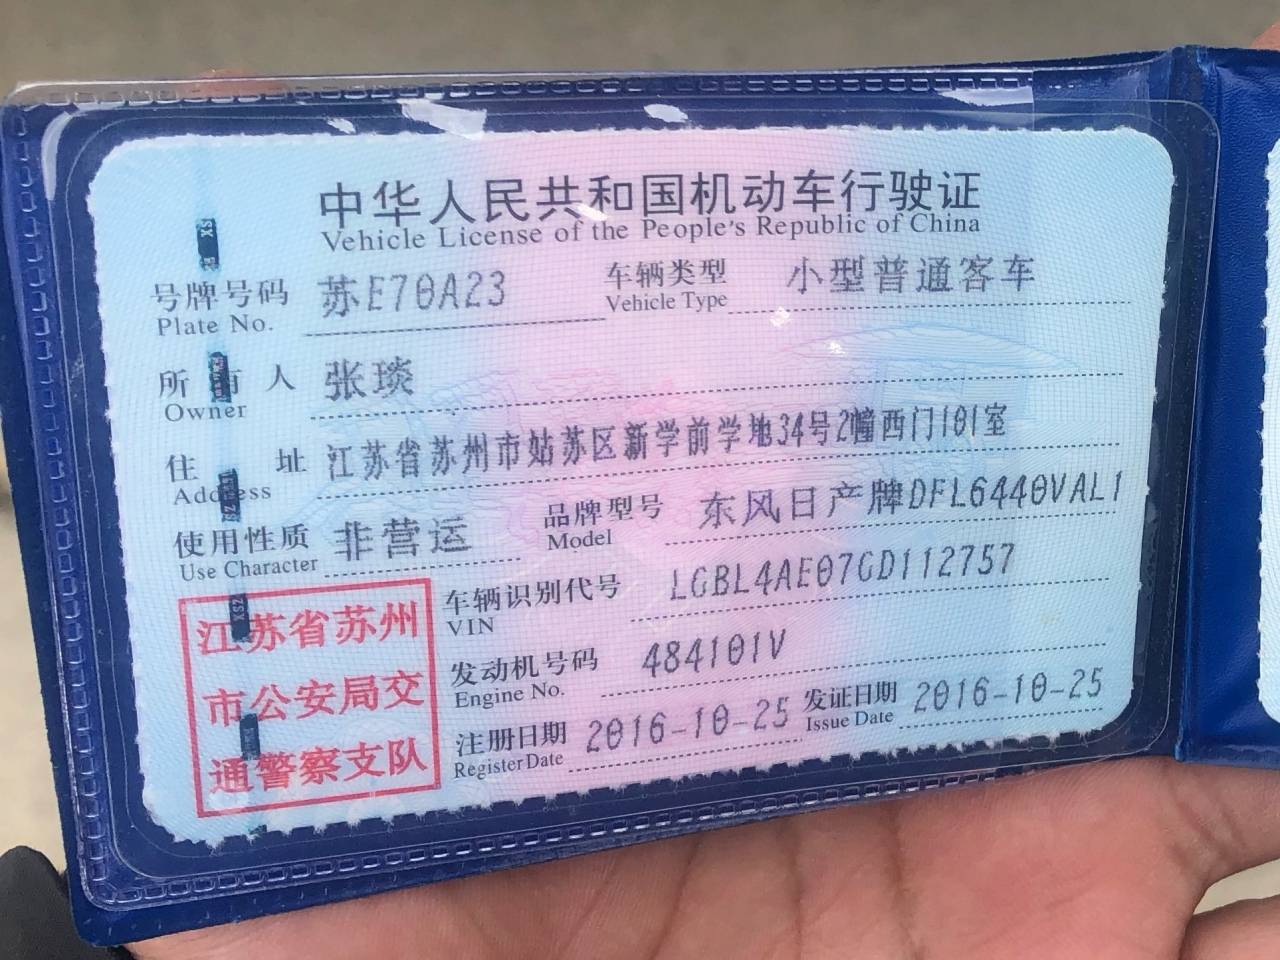 中华人民共和国机动车行驶证
Vehicle License of the People's Republic of China
号牌号码 苏E70A23 车辆类型 小型普通客车
Plate No. Vehicle Type
所有人 张琰
Owner
住址 江苏省苏州市姑苏区新学前学地34号2幢西门101室
Address
使用性质 非营运 品牌型号 东风日产牌DFL6440VAL1
Use Character Model
车辆识别代号 LGBL4AE07GD112757
VIN
发动机号码 484101V
Engine No.
注册日期 2016-10-25 发证日期 2016-10-25
Register Date Issue Date
江苏省苏州
市公安局交
通警察支队